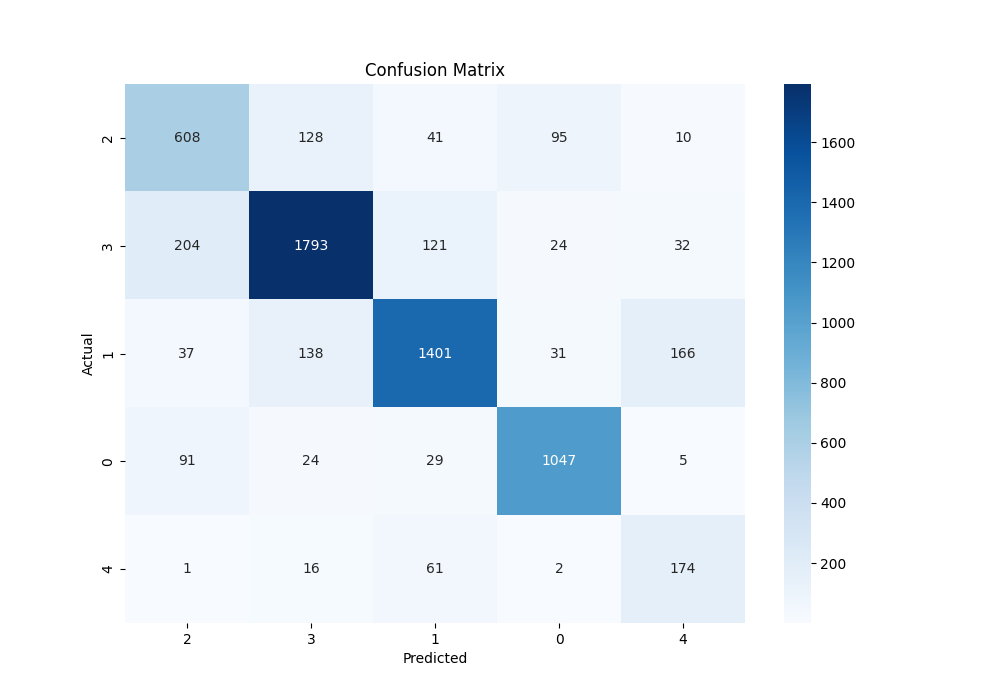 Confusion Matrix
2 608 128 41 95 10
3 204 1793 121 24 32
1 37 138 1401 31 166
0 91 24 29 1047 5
4 1 16 61 2 174
2 3 1 0 4
Predicted
Actual
1600
1400
1200
1000
800
600
400
200